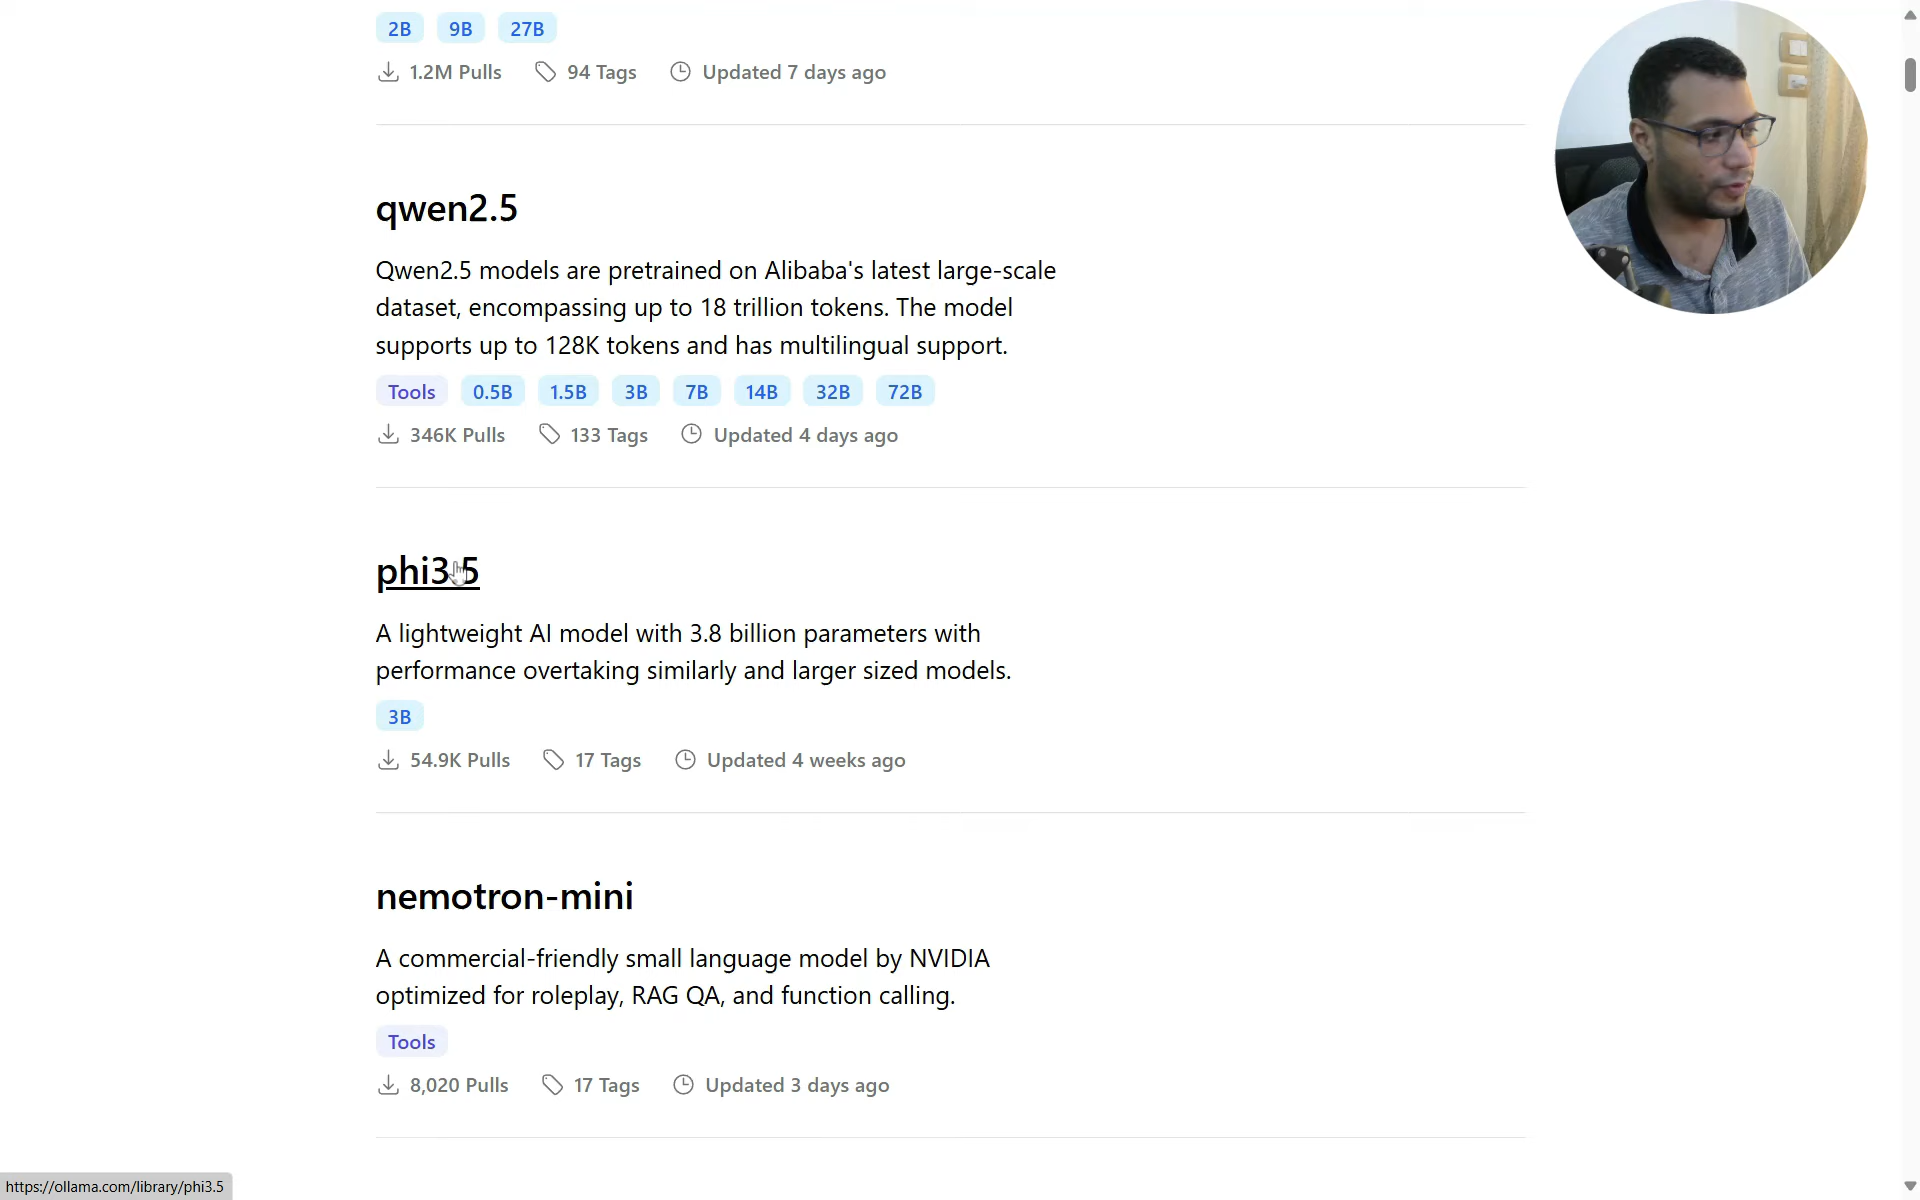 2B 9B 27B
1.2M Pulls 94 Tags Updated 7 days ago
qwen2.5
Qwen2.5 models are pretrained on Alibaba's latest large-scale
dataset, encompassing up to 18 trillion tokens. The model
supports up to 128K tokens and has multilingual support.
Tools 0.5B 1.5B 3B 7B 14B 32B 72B
346K Pulls 133 Tags Updated 4 days ago
phi3.5
A lightweight AI model with 3.8 billion parameters with
performance overtaking similarly and larger sized models.
3B
54.9K Pulls 17 Tags Updated 4 weeks ago
nemotron-mini
A commercial-friendly small language model by NVIDIA
optimized for roleplay, RAG QA, and function calling.
Tools
8,020 Pulls 17 Tags Updated 3 days ago
https://ollama.com/library/phi3.5